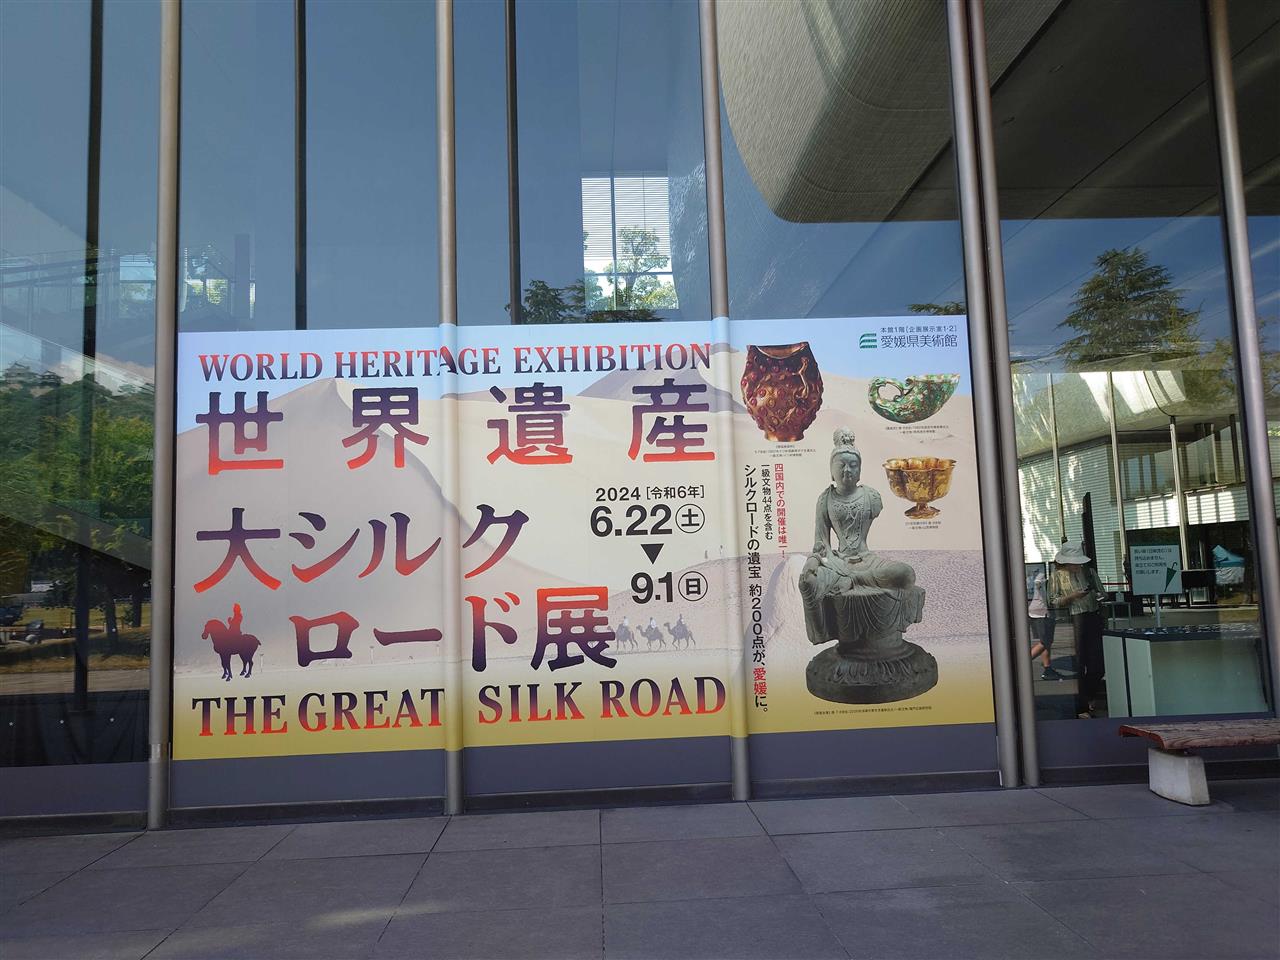 WORLD HERITAGE EXHIBITION
世界遺産
大シルク
ロード展
THE GREAT SILK ROAD
2024［令和6年］
6.22㊏
▼
9.1㊐
本館1階［企画展示室1・2］
愛媛県美術館
四国内での開催は唯一!
一級文物44点を含む
シルクロードの遺宝 約200点が、愛媛に。